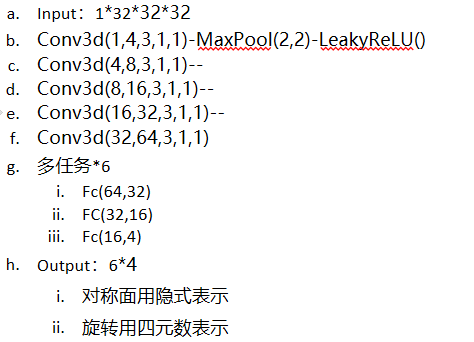 a. Input：1*32*32*32
b. Conv3d(1,4,3,1,1)-MaxPool(2,2)-LeakyReLU()
c. Conv3d(4,8,3,1,1)--
d. Conv3d(8,16,3,1,1)--
e. Conv3d(16,32,3,1,1)--
f. Conv3d(32,64,3,1,1)
g. 多任务*6
i. Fc(64,32)
ii. FC(32,16)
iii. Fc(16,4)
h. Output：6*4
i. 对称面用隐式表示
ii. 旋转用四元数表示